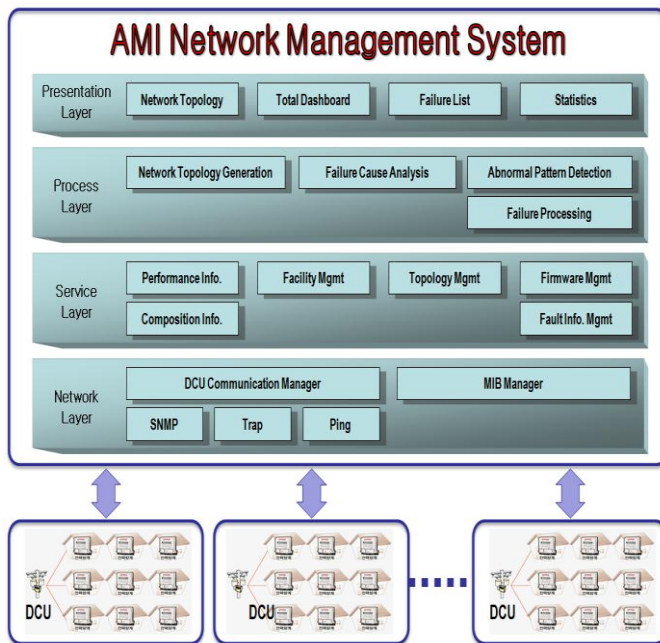 AMI Network Management System
Presentation
Layer
Network Topology
Total Dashboard
Failure List
Statistics
Process
Layer
Network Topology Generation
Failure Cause Analysis
Abnormal Pattern Detection
Failure Processing
Service
Layer
Performance Info.
Facility Mgmt
Topology Mgmt
Firmware Mgmt
Composition Info.
Fault Info. Mgmt
Network
Layer
DCU Communication Manager
MIB Manager
SNMP
Trap
Ping
DCU
DCU
DCU